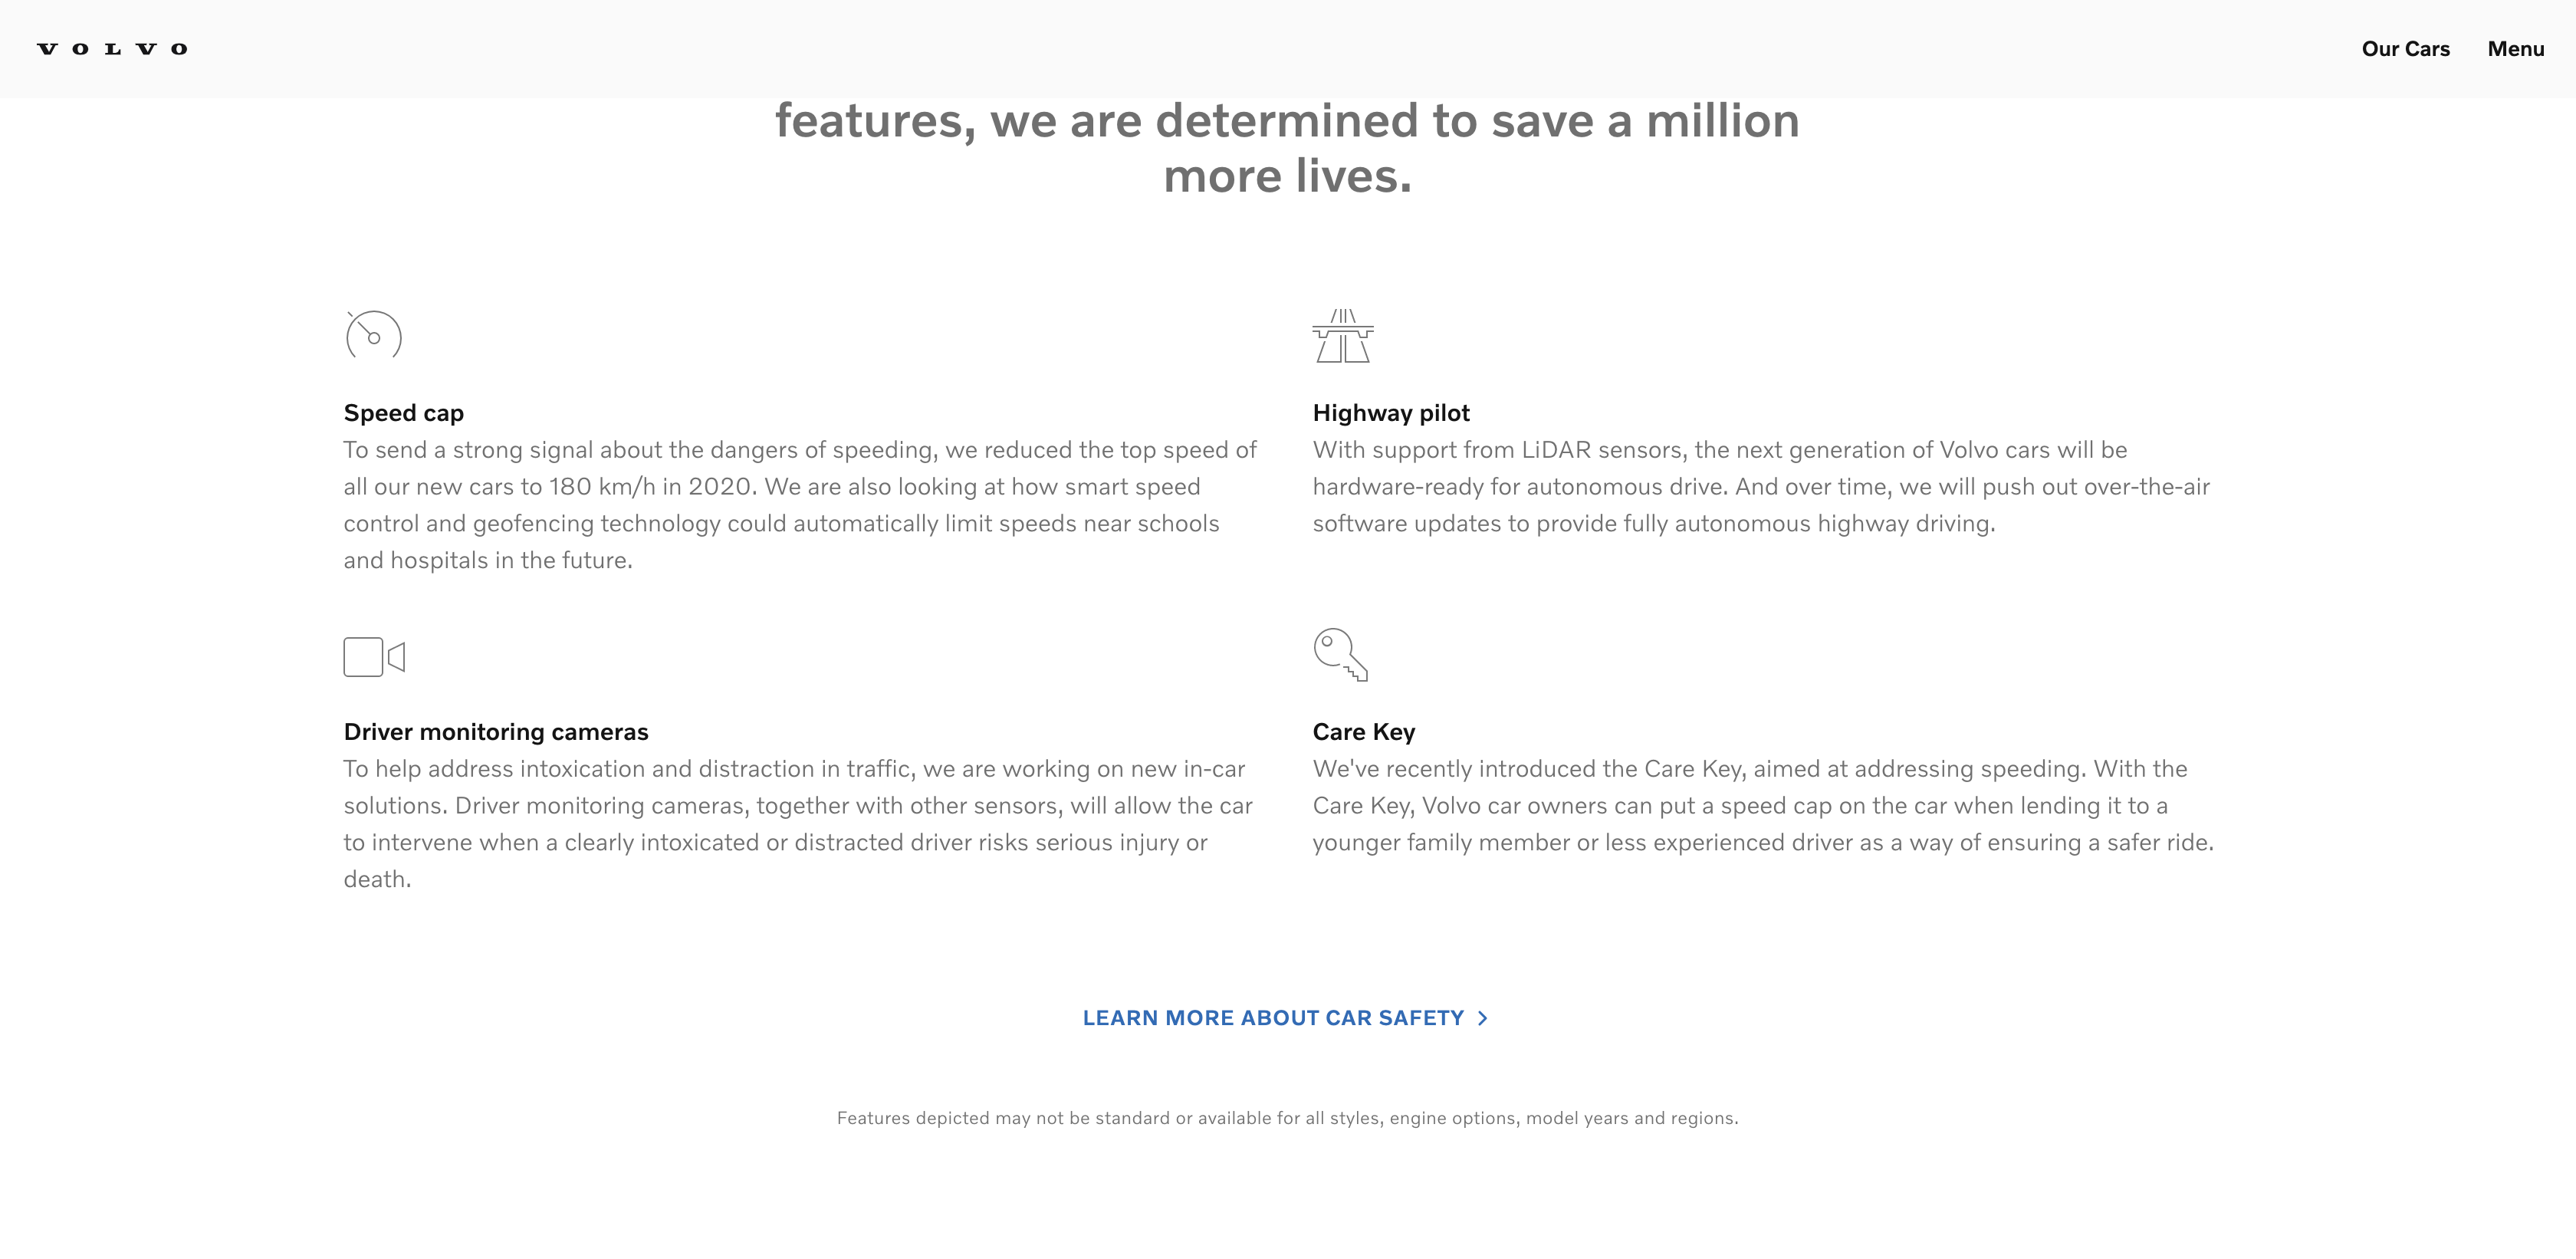 VOLVO
Our Cars
Menu
features, we are determined to save a million
more lives.
Speed cap
To send a strong signal about the dangers of speeding, we reduced the top speed of
all our new cars to 180 km/h in 2020. We are also looking at how smart speed
control and geofencing technology could automatically limit speeds near schools
and hospitals in the future.
Highway pilot
With support from LiDAR sensors, the next generation of Volvo cars will be
hardware-ready for autonomous drive. And over time, we will push out over-the-air
software updates to provide fully autonomous highway driving.
Driver monitoring cameras
To help address intoxication and distraction in traffic, we are working on new in-car
solutions. Driver monitoring cameras, together with other sensors, will allow the car
to intervene when a clearly intoxicated or distracted driver risks serious injury or
death.
Care Key
We've recently introduced the Care Key, aimed at addressing speeding. With the
Care Key, Volvo car owners can put a speed cap on the car when lending it to a
younger family member or less experienced driver as a way of ensuring a safer ride.
LEARN MORE ABOUT CAR SAFETY
Features depicted may not be standard or available for all styles, engine options, model years and regions.